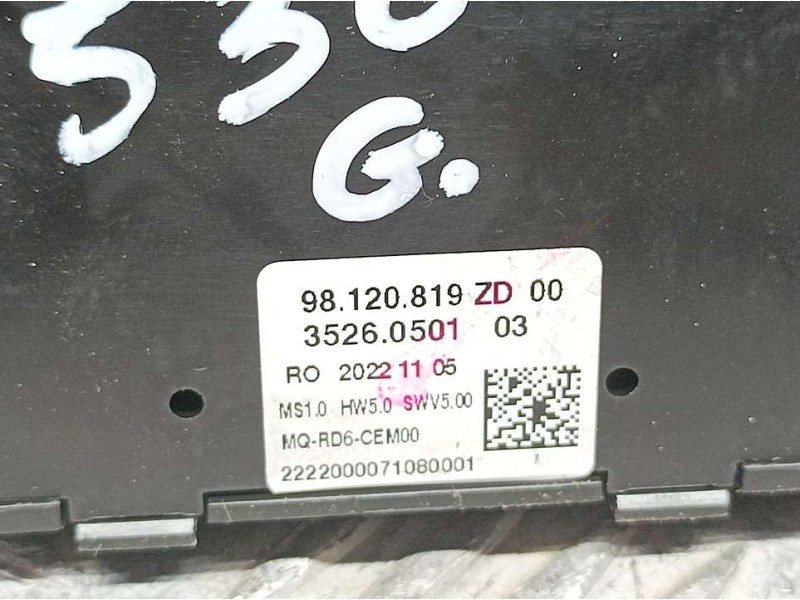 530
G.
98.120.819 ZD 00
3526.0501 03
RO 2022 11 05
MS1.0 HW5.0 SWV5.00
MQ-RD6-CEM00
2222000071080001